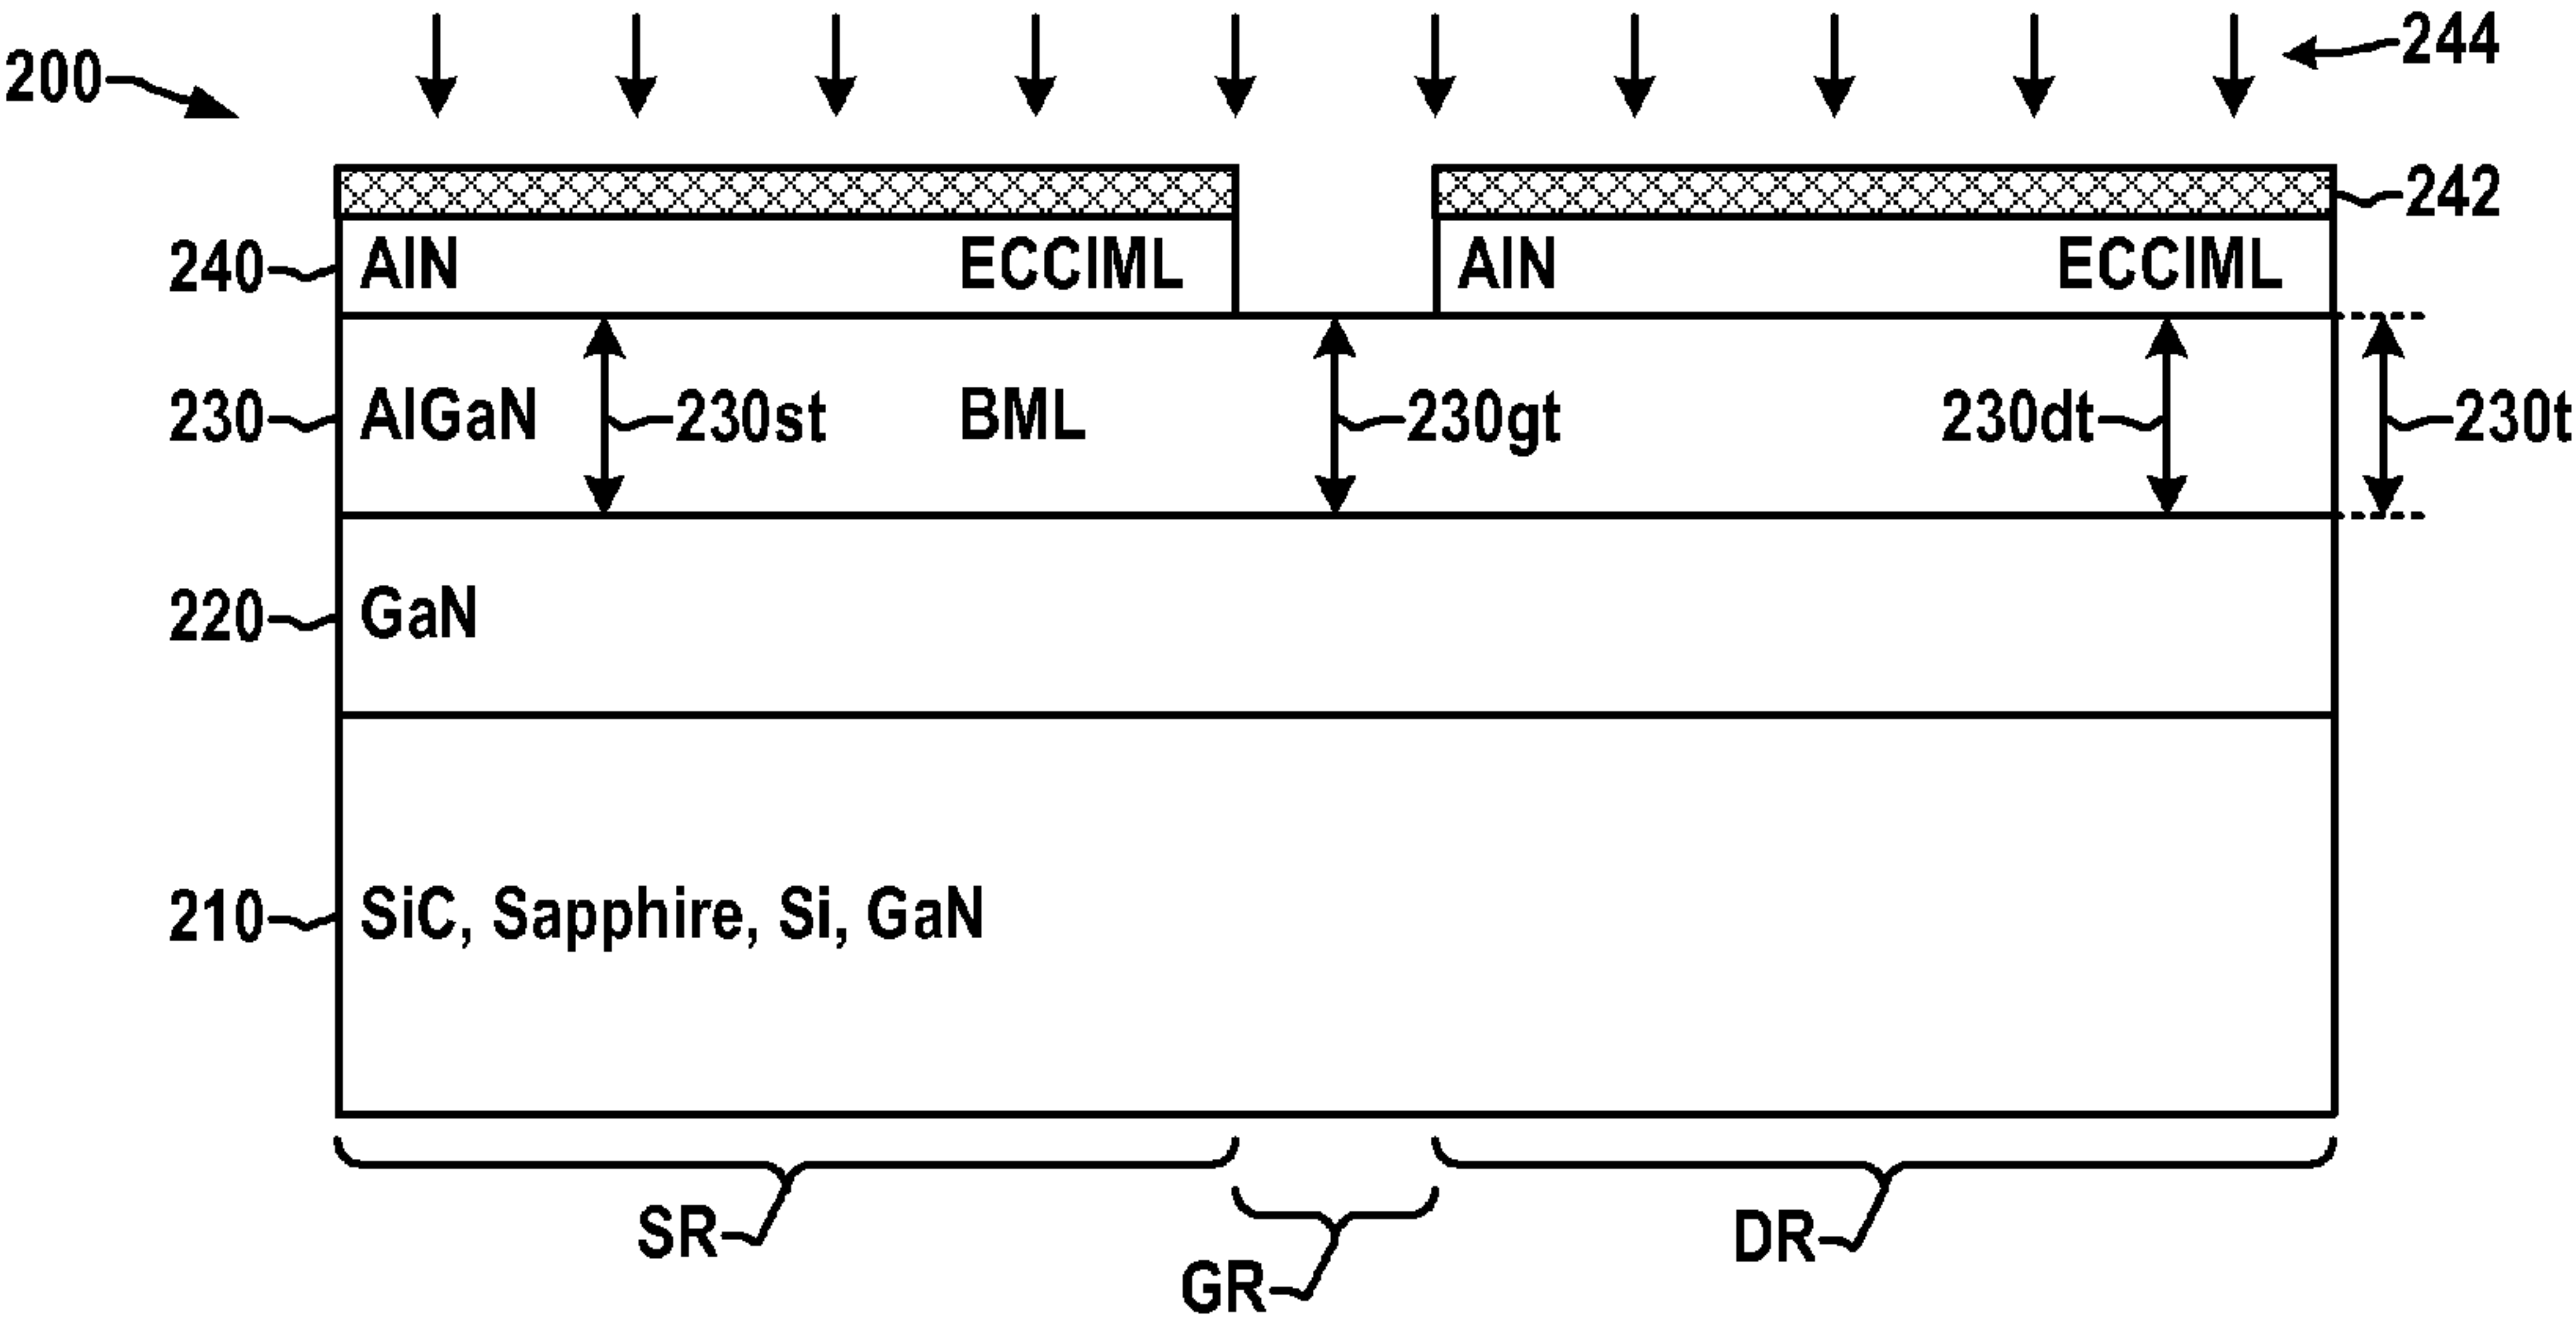 244
200
242
240 AlN ECCIML AlN ECCIML
230 AlGaN 230st BML 230gt 230dt 230t
220 GaN
210 SiC, Sapphire, Si, GaN
SR DR
GR